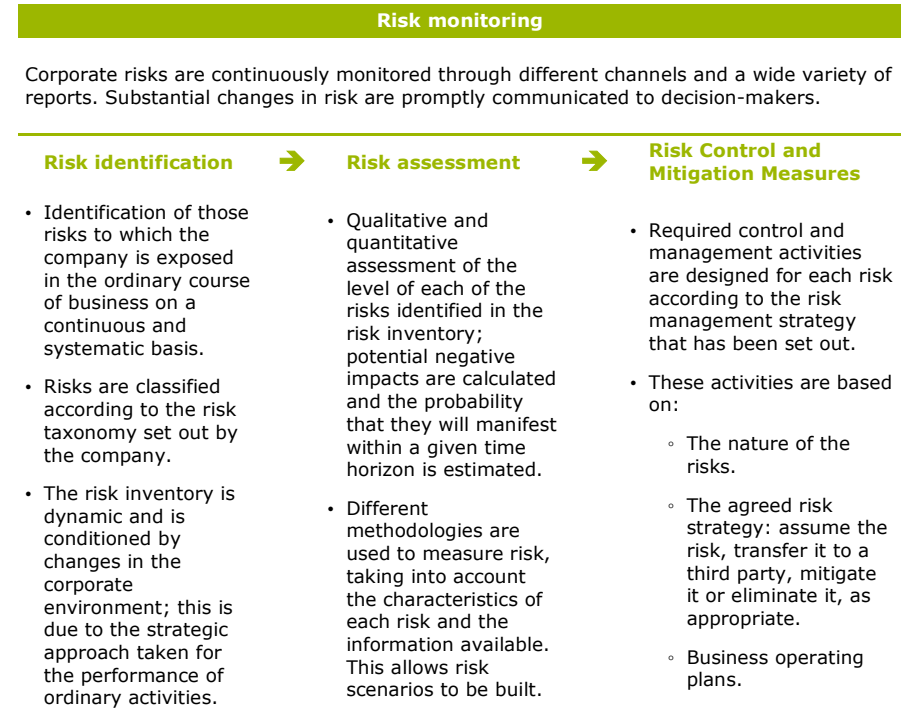 Risk monitoring
Corporate risks are continuously monitored through different channels and a wide variety of
reports. Substantial changes in risk are promptly communicated to decision-makers.
Risk identification
• Identification of those
risks to which the
company is exposed
in the ordinary course
of business on a
continuous and
systematic basis.
• Risks are classified
according to the risk
taxonomy set out by
the company.
• The risk inventory is
dynamic and is
conditioned by
changes in the
corporate
environment; this is
due to the strategic
approach taken for
the performance of
ordinary activities.
Risk assessment
• Qualitative and
quantitative
assessment of the
level of each of the
risks identified in the
risk inventory;
potential negative
impacts are calculated
and the probability
that they will manifest
within a given time
horizon is estimated.
• Different
methodologies are
used to measure risk,
taking into account
the characteristics of
each risk and the
information available.
This allows risk
scenarios to be built.
Risk Control and
Mitigation Measures
• Required control and
management activities
are designed for each risk
according to the risk
management strategy
that has been set out.
• These activities are based
on:
◦ The nature of the
risks.
◦ The agreed risk
strategy: assume the
risk, transfer it to a
third party, mitigate
it or eliminate it, as
appropriate.
◦ Business operating
plans.